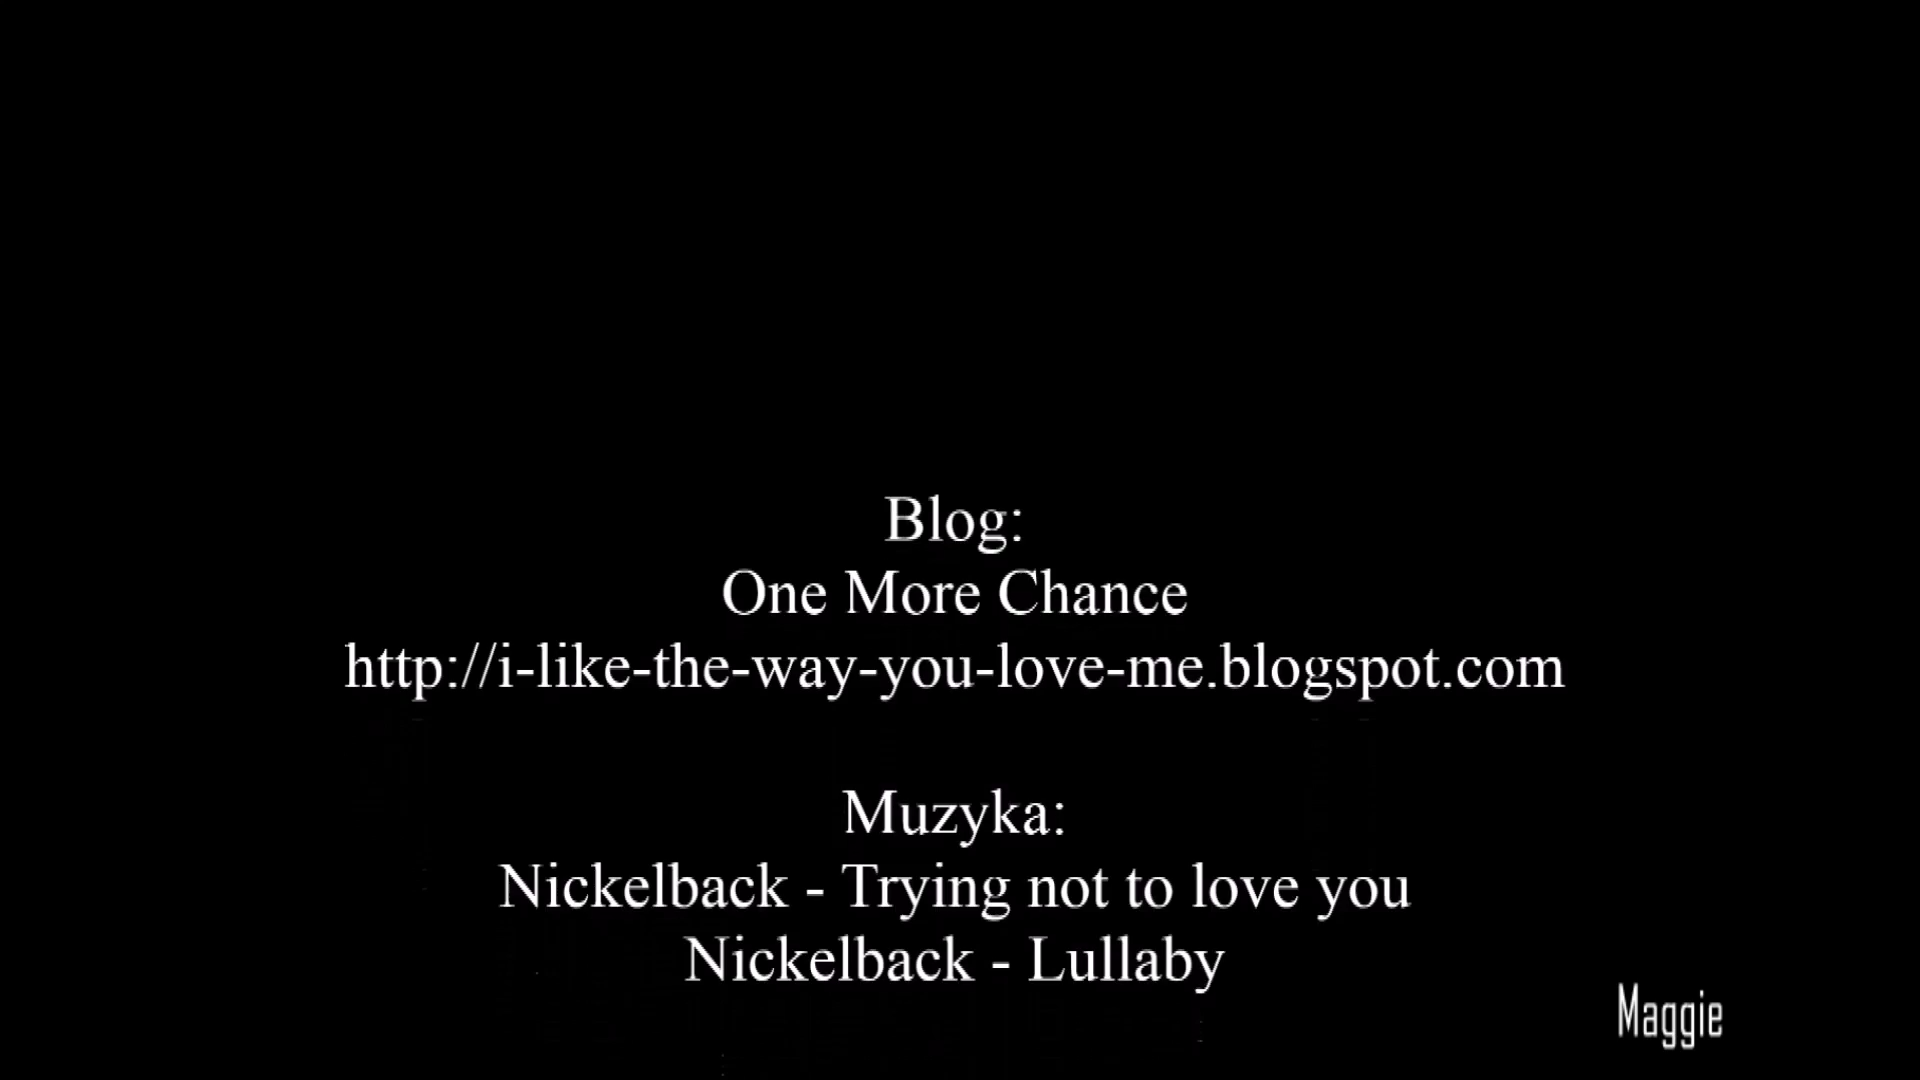 Blog:
One More Chance
http://i-like-the-way-you-love-me.blogspot.com
Muzyka:
Nickelback - Trying not to love you
Nickelback - Lullaby
Maggie